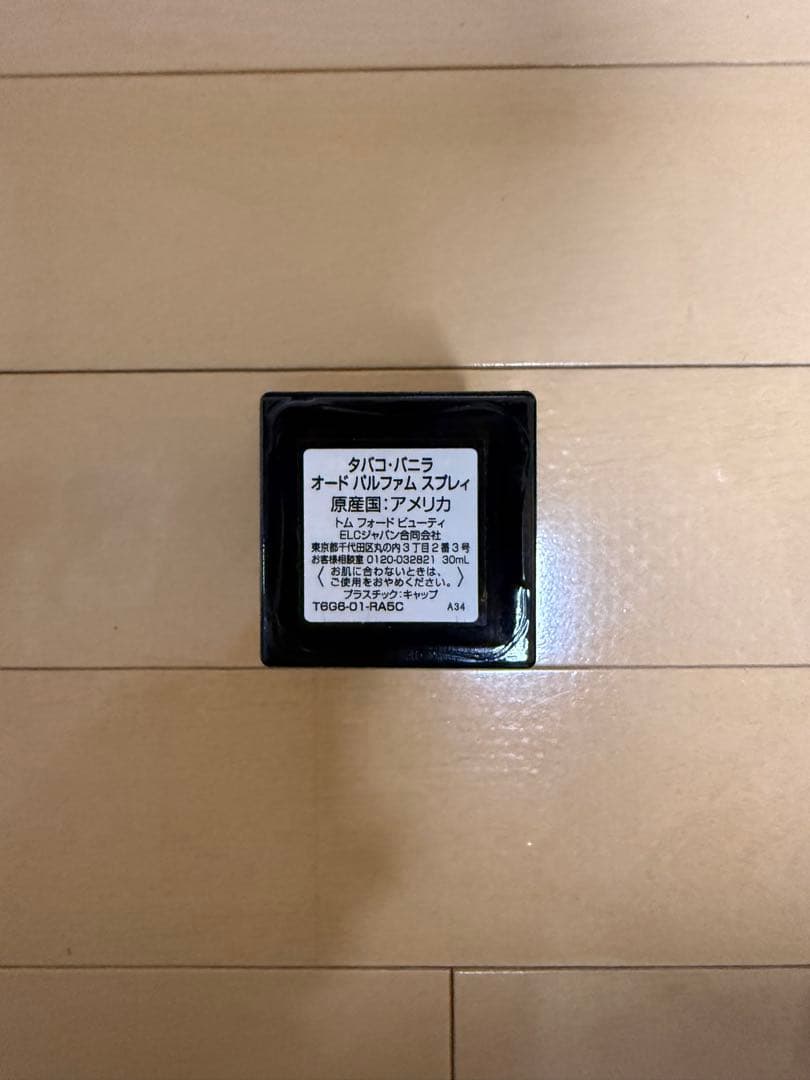 タバコ・バニラ
オード パルファム スプレィ
原産国：アメリカ
トム フォード ビューティ
ELCジャパン合同会社
東京都千代田区丸の内3丁目2番3号
お客様相談室 0120-032821 30mL
〈お肌に合わないときは、
ご使用をおやめください。〉
プラスチック：キャップ
T6G6-01-RA5C A34